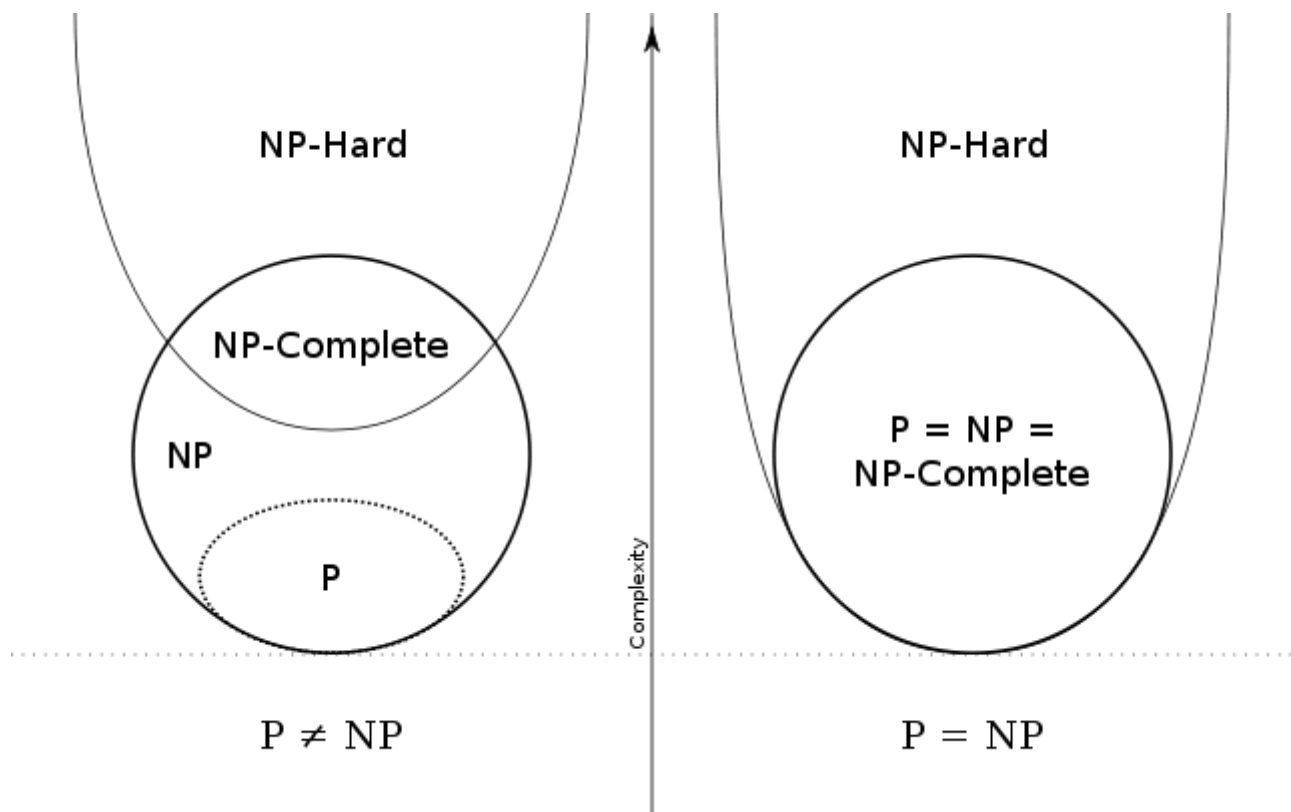 NP-Hard
NP-Complete
NP
P
P ≠ NP
Complexity
NP-Hard
P = NP =
NP-Complete
P = NP